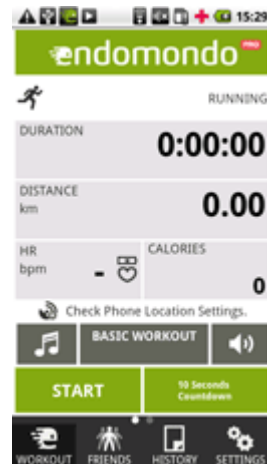 15:29
endomondo PRO
RUNNING
DURATION
0:00:00
DISTANCE
km
0.00
HR
bpm
-
CALORIES
0
Check Phone Location Settings.
BASIC WORKOUT
START
10 Seconds
Countdown
WORKOUT FRIENDS HISTORY SETTINGS